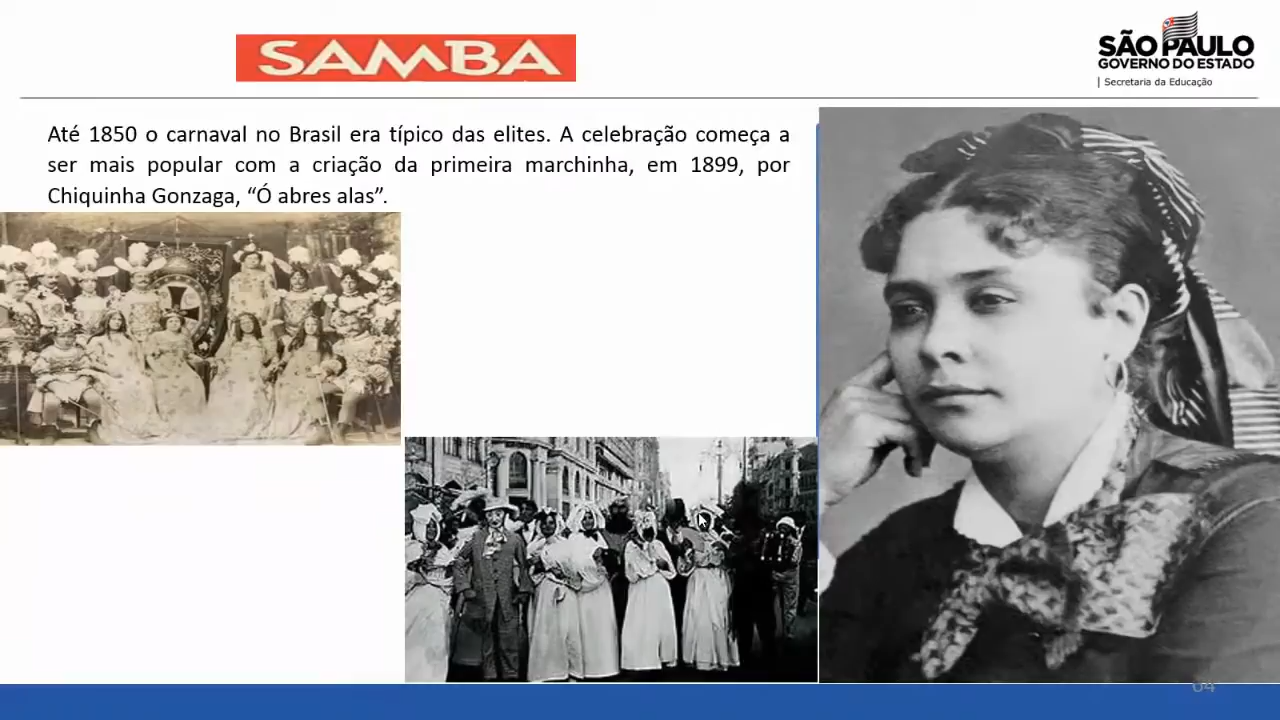 SAMBA
SÃO PAULO
GOVERNO DO ESTADO
Secretaria da Educação
Até 1850 o carnaval no Brasil era típico das elites. A celebração começa a
ser mais popular com a criação da primeira marchinha, em 1899, por
Chiquinha Gonzaga, “Ó abres alas”.
04